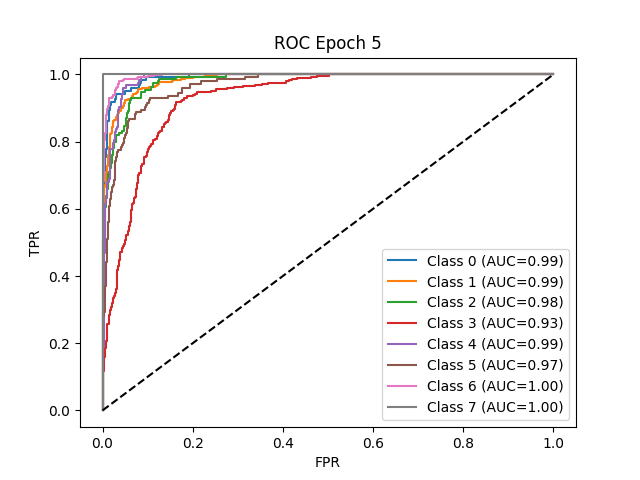 ROC Epoch 5
1.0
0.8
0.6
0.4
0.2
0.0
TPR
Class 0 (AUC=0.99)
Class 1 (AUC=0.99)
Class 2 (AUC=0.98)
Class 3 (AUC=0.93)
Class 4 (AUC=0.99)
Class 5 (AUC=0.97)
Class 6 (AUC=1.00)
Class 7 (AUC=1.00)
0.0 0.2 0.4 0.6 0.8 1.0
FPR